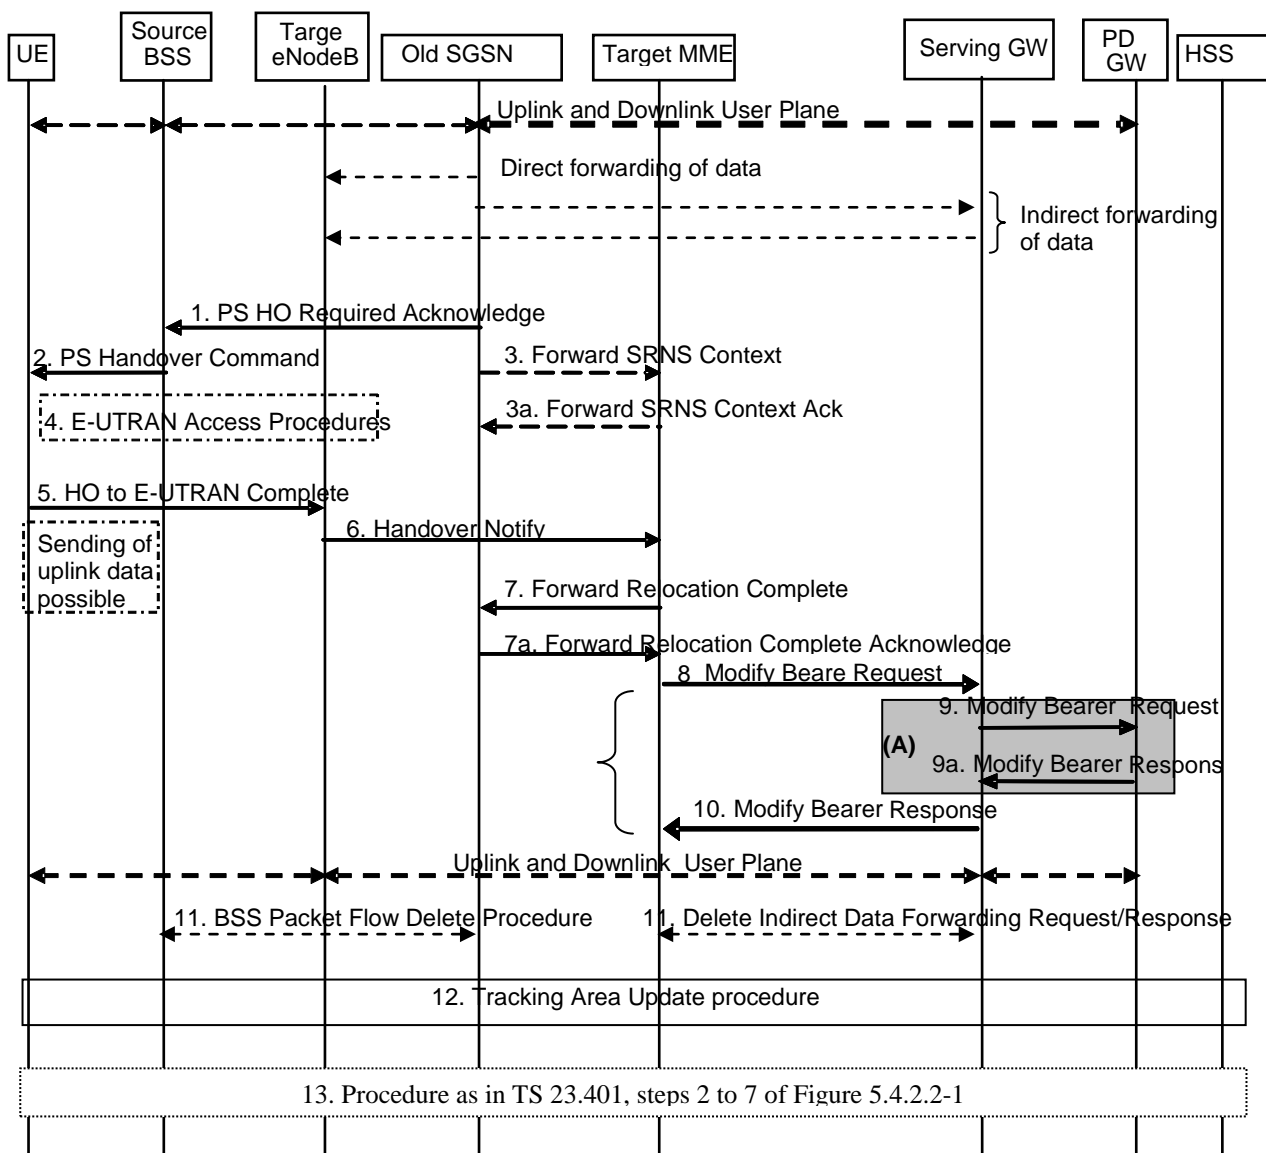 UE
Source
BSS
Targe
eNodeB
Old SGSN
Target MME
Serving GW
PD
GW
HSS
Uplink and Downlink User Plane
Direct forwarding of data
Indirect forwarding
of data
1. PS HO Required Acknowledge
2. PS Handover Command
3. Forward SRNS Context
4. E-UTRAN Access Procedures
3a. Forward SRNS Context Ack
5. HO to E-UTRAN Complete
6. Handover Notify
Sending of
uplink data
possible
7. Forward Relocation Complete
7a. Forward Relocation Complete Acknowledge
8 Modify Beare Request
9. Modify Bearer Request
(A)
9a. Modify Bearer Respons
10. Modify Bearer Response
Uplink and Downlink User Plane
11. BSS Packet Flow Delete Procedure
11. Delete Indirect Data Forwarding Request/Response
12. Tracking Area Update procedure
13. Procedure as in TS 23.401, steps 2 to 7 of Figure 5.4.2.2-1